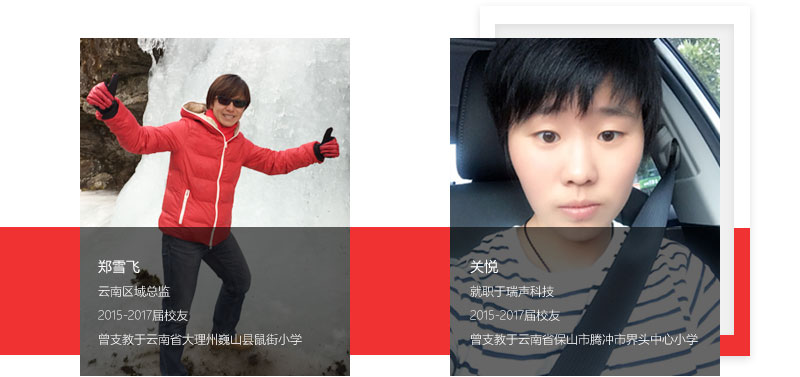 郑雪飞
云南区域总监
2015-2017届校友
曾支教于云南省大理州巍山县鼠街小学
关悦
就职于瑞声科技
2015-2017届校友
曾支教于云南省保山市腾冲市界头中心小学